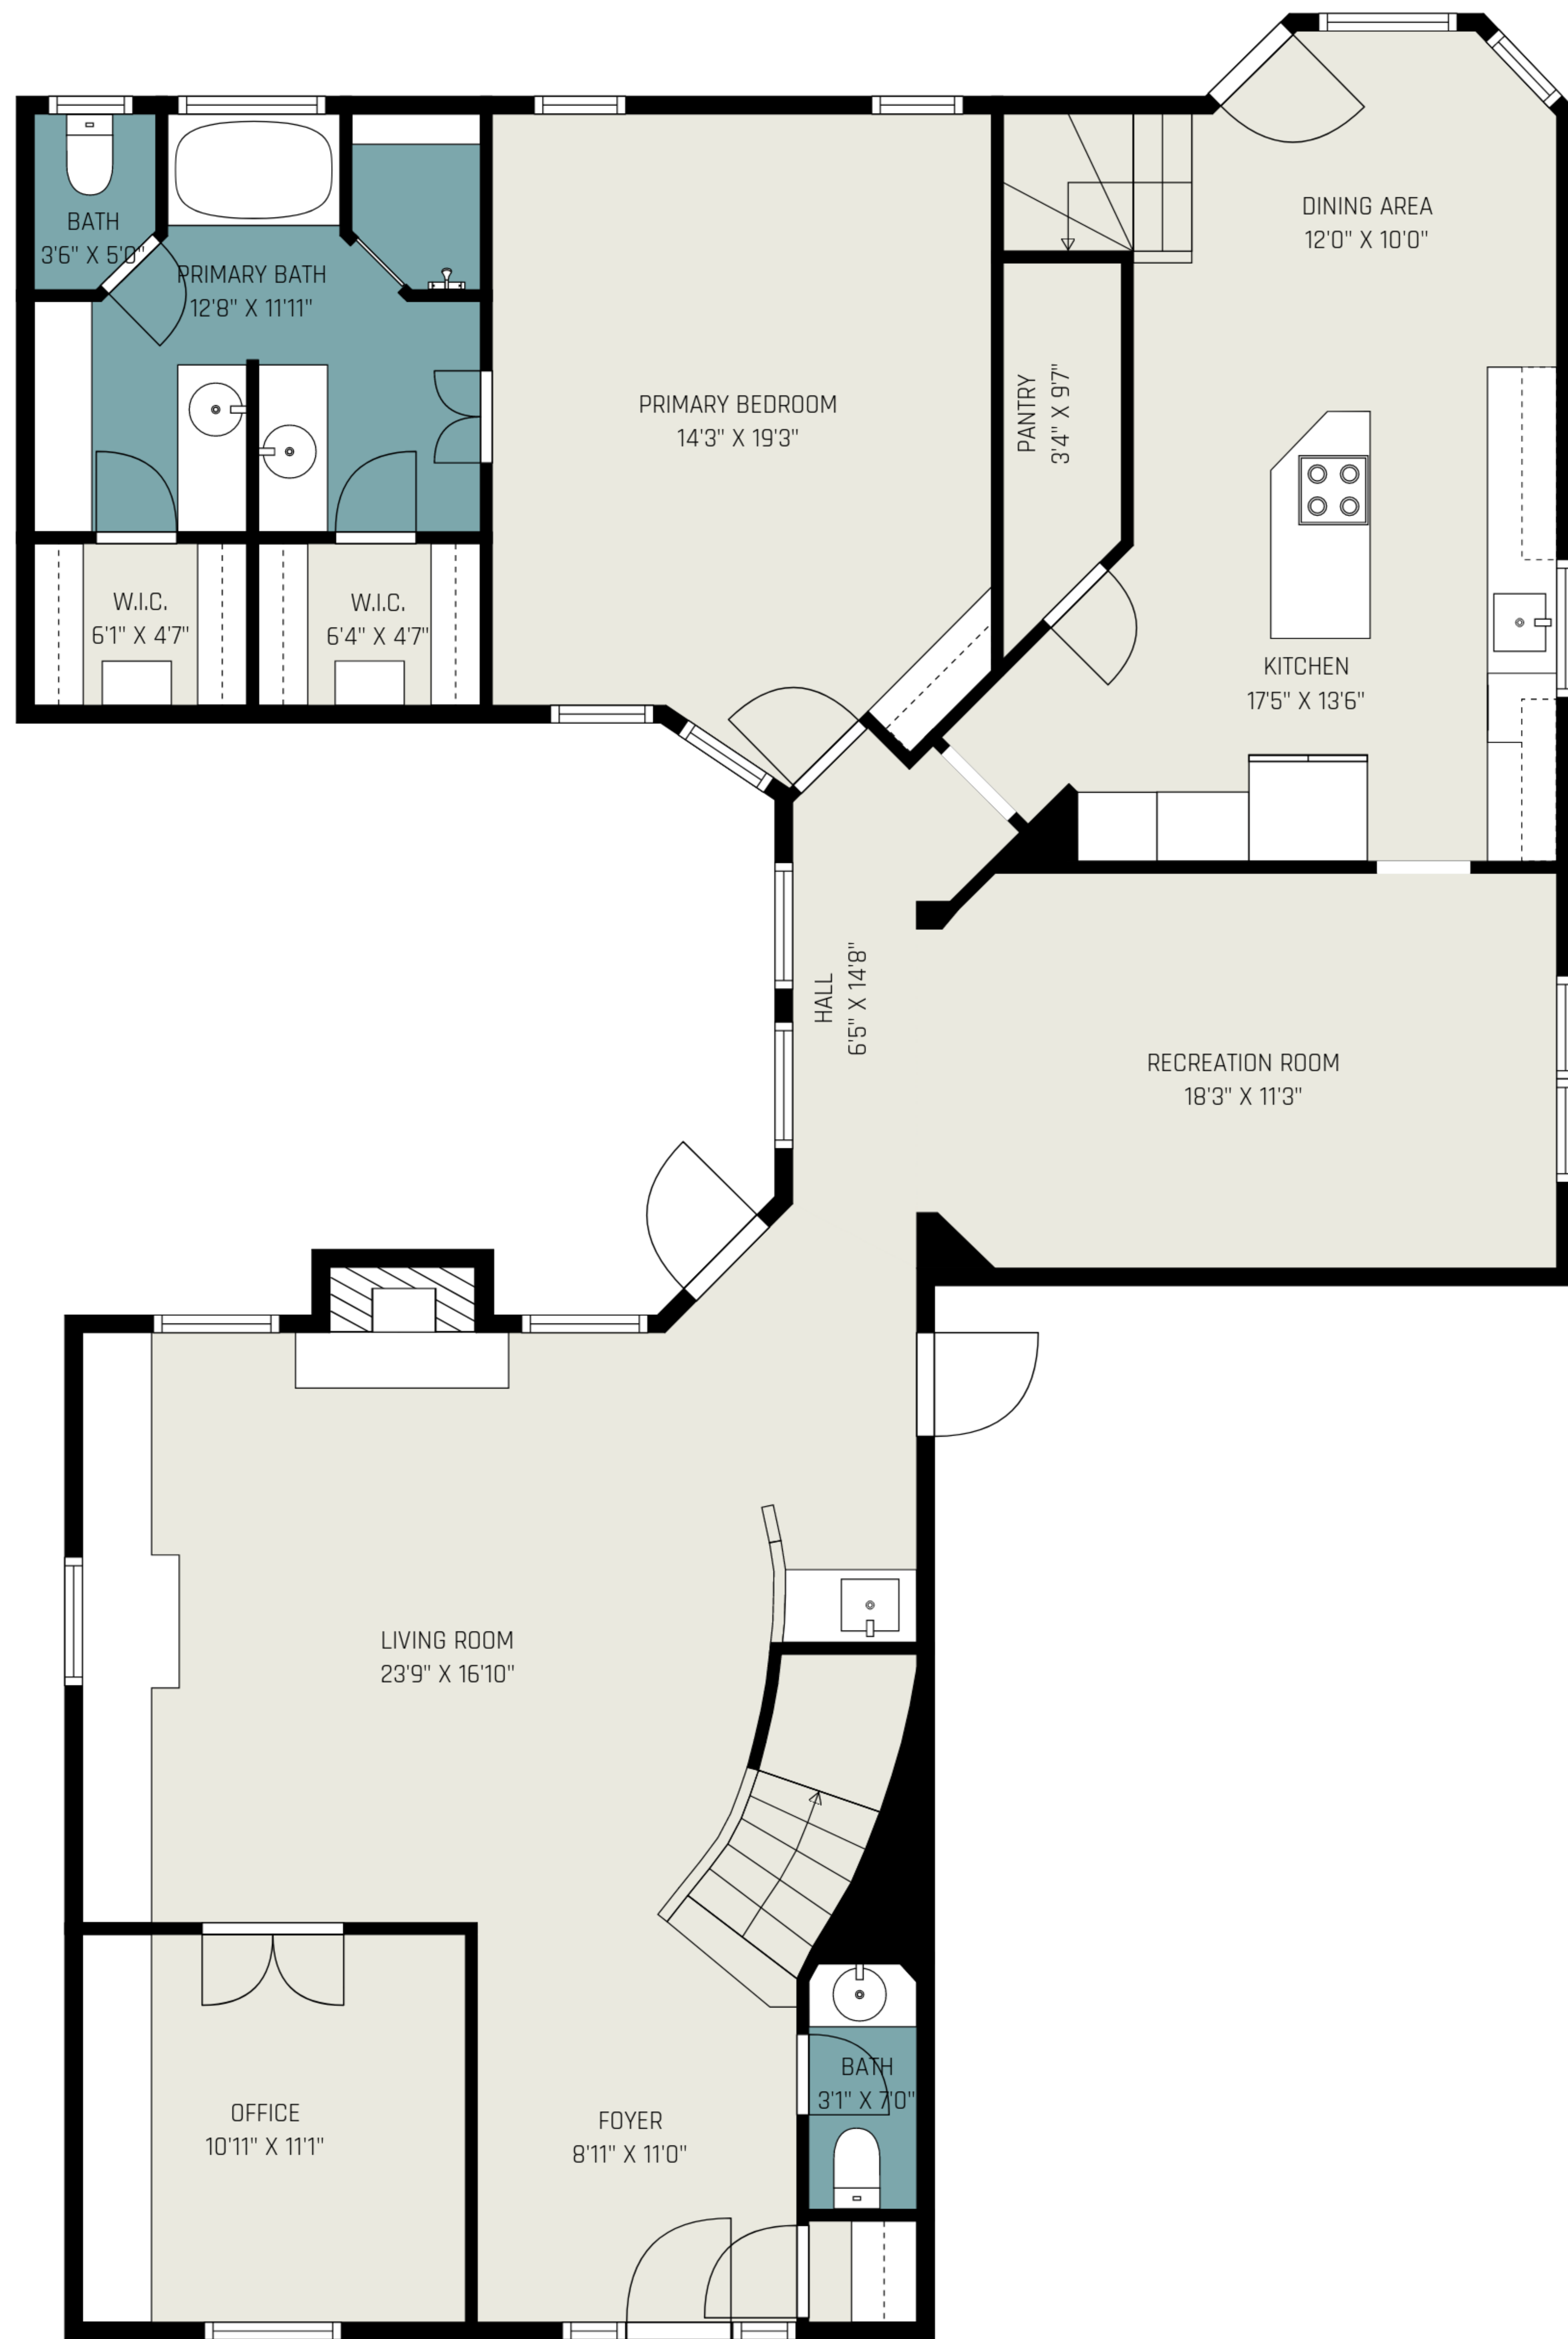 DINING AREA
12'0" X 10'0"
BATH
3'6" X 5'0"
PRIMARY BATH
12'8" X 11'11"
PRIMARY BEDROOM
14'3" X 19'3"
PANTRY
3'4" X 9'7"
W.I.C.
6'1" X 4'7"
W.I.C.
6'4" X 4'7"
KITCHEN
17'5" X 13'6"
HALL
6'5" X 14'8"
RECREATION ROOM
18'3" X 11'3"
LIVING ROOM
23'9" X 16'10"
BATH
3'1" X 7'0"
OFFICE
10'11" X 11'1"
FOYER
8'11" X 11'0"